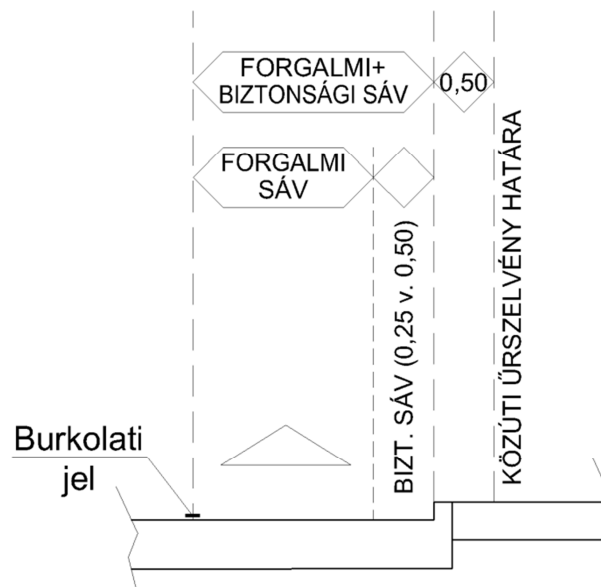 FORGALMI+
BIZTONSÁGI SÁV
0,50
FORGALMI
SÁV
BIZT. SÁV (0,25 v. 0,50)
KÖZÚTI ŰRSZELVÉNY HATÁRA
Burkolati
jel